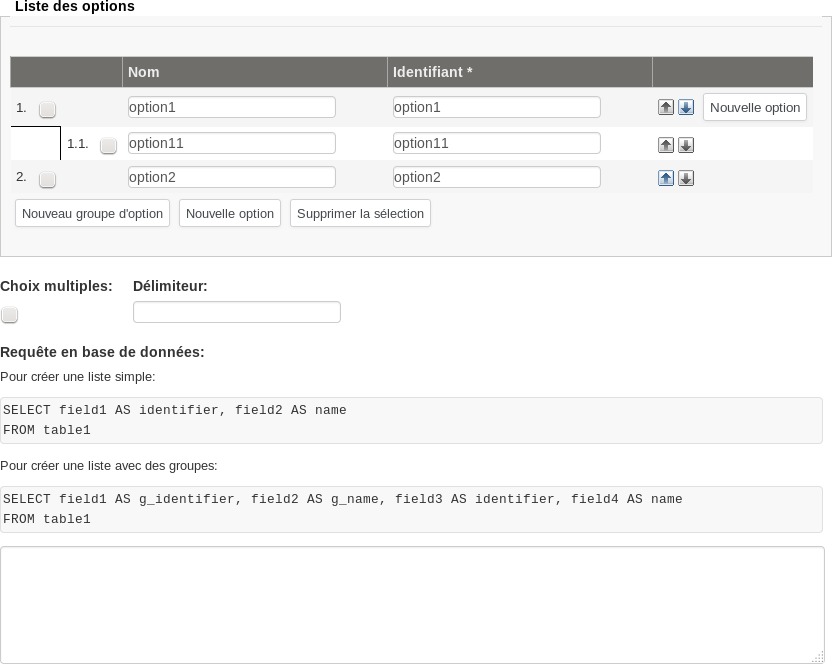 Liste des options
Nom Identifiant *
1. option1 option1 Nouvelle option
1.1. option11 option11
2. option2 option2
Nouveau groupe d'option Nouvelle option Supprimer la sélection
Choix multiples: Délimiteur:
Requête en base de données:
Pour créer une liste simple:
SELECT field1 AS identifier, field2 AS name
FROM table1
Pour créer une liste avec des groupes:
SELECT field1 AS g_identifier, field2 AS g_name, field3 AS identifier, field4 AS name
FROM table1